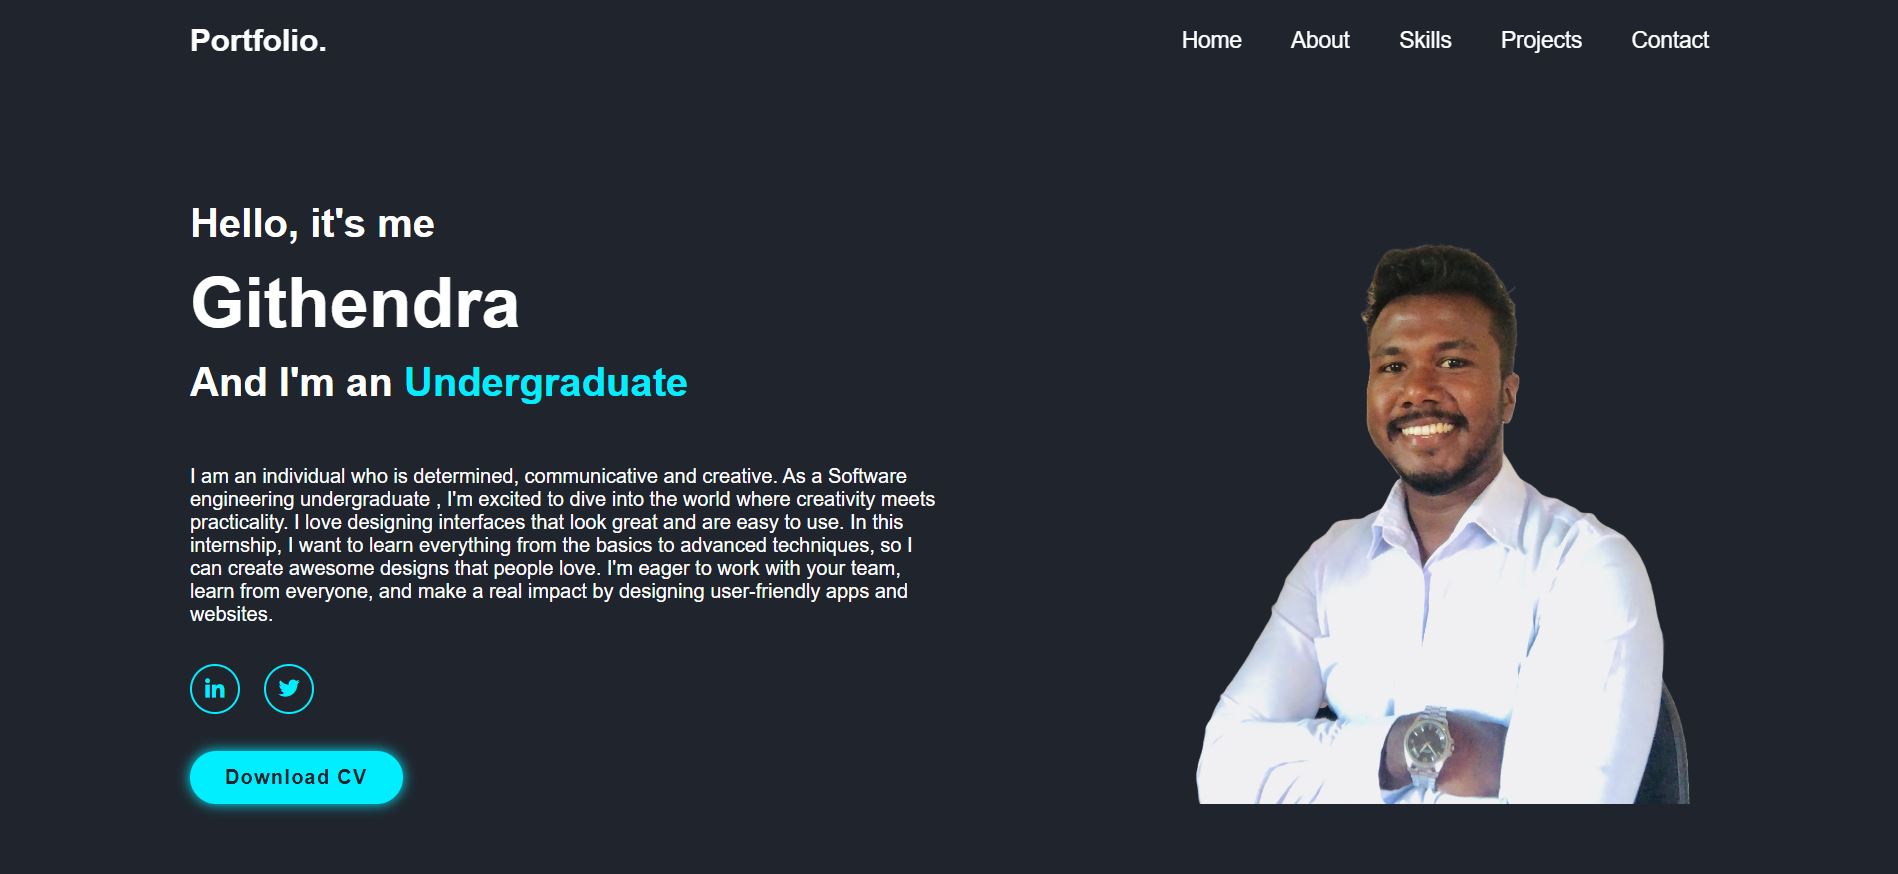 Portfolio.
Home About Skills Projects Contact
Hello, it's me
Githendra
And I'm an Undergraduate
I am an individual who is determined, communicative and creative. As a Software
engineering undergraduate , I'm excited to dive into the world where creativity meets
practicality. I love designing interfaces that look great and are easy to use. In this
internship, I want to learn everything from the basics to advanced techniques, so I
can create awesome designs that people love. I'm eager to work with your team,
learn from everyone, and make a real impact by designing user-friendly apps and
websites.
in
Download CV